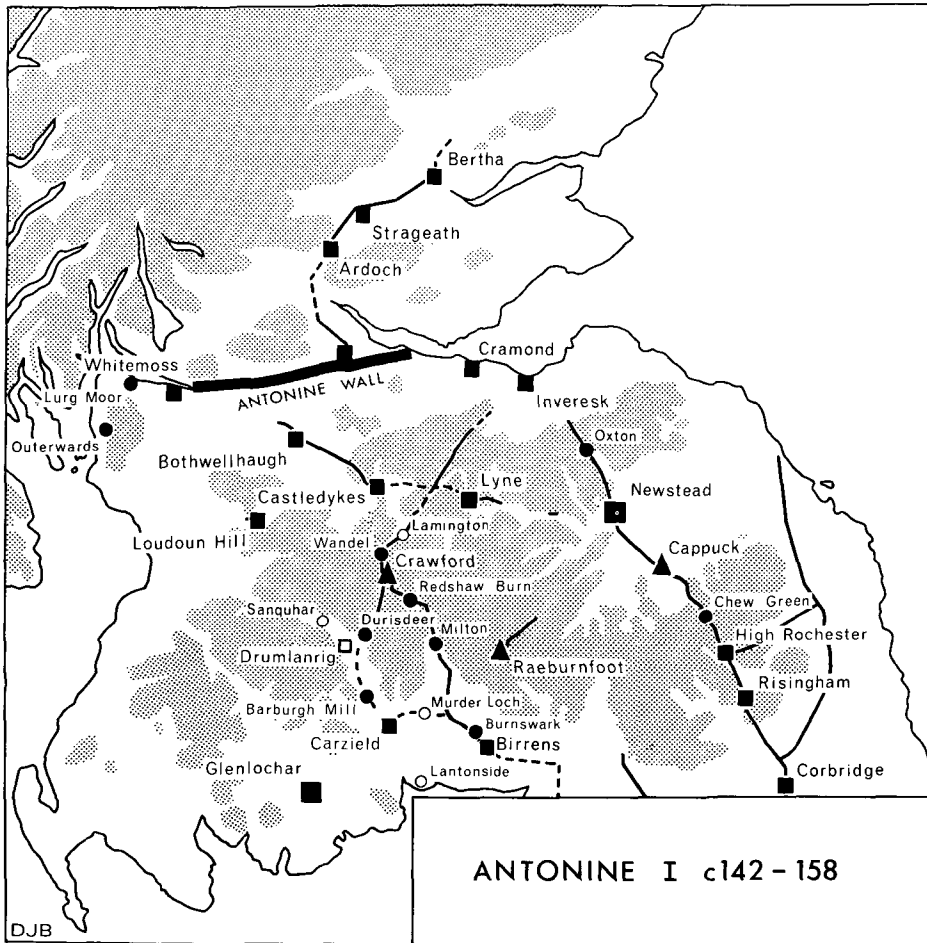 Bertha
Strageath
Ardoch
Cramond
Whitemoss
Lurg Moor
ANTONINE WALL
Inveresk
Outerwards
Oxton
Bothwellhaugh
Castledykes
Lyne
Newstead
Loudoun Hill
Lamington
Wandel
Crawford
Cappuck
Redshaw Burn
Chew Green
Sanquhar
Durisdeer
Milton
High Rochester
Drumlanrig
Raeburnfoot
Risingham
Barburgh Mill
Murder Loch
Burnswark
Carzield
Birrens
Glenlochar
Lantonside
Corbridge
ANTONINE I c142 – 158
DJB